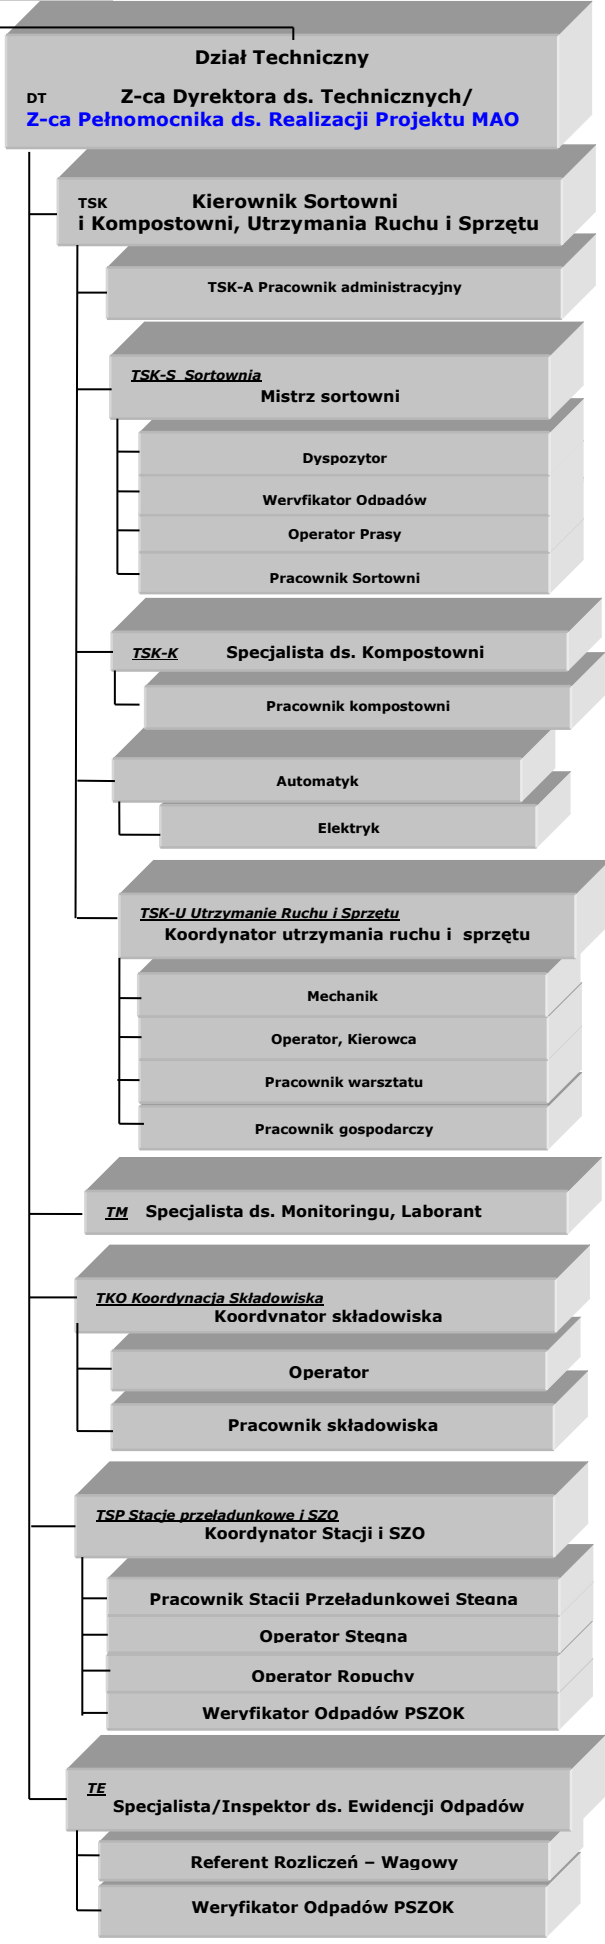 Dział Techniczny
DT Z-ca Dyrektora ds. Technicznych/
Z-ca Pełnomocnika ds. Realizacji Projektu MAO
TSK Kierownik Sortowni
i Kompostowni, Utrzymania Ruchu i Sprzętu
TSK-A Pracownik administracyjny
TSK-S Sortownia
Mistrz sortowni
Dyspozytor
Weryfikator Odpadów
Operator Prasy
Pracownik Sortowni
TSK-K Specjalista ds. Kompostowni
Pracownik kompostowni
Automatyk
Elektryk
TSK-U Utrzymanie Ruchu i Sprzętu
Koordynator utrzymania ruchu i sprzętu
Mechanik
Operator, Kierowca
Pracownik warsztatu
Pracownik gospodarczy
TM Specjalista ds. Monitoringu, Laborant
TKO Koordynacja Składowiska
Koordynator składowiska
Operator
Pracownik składowiska
TSP Stacje przeładunkowe i SZO
Koordynator Stacji i SZO
Pracownik Stacji Przeładunkowej Stegna
Operator Stegna
Operator Ropuchy
Weryfikator Odpadów PSZOK
TE
Specjalista/Inspektor ds. Ewidencji Odpadów
Referent Rozliczeń – Wagowy
Weryfikator Odpadów PSZOK